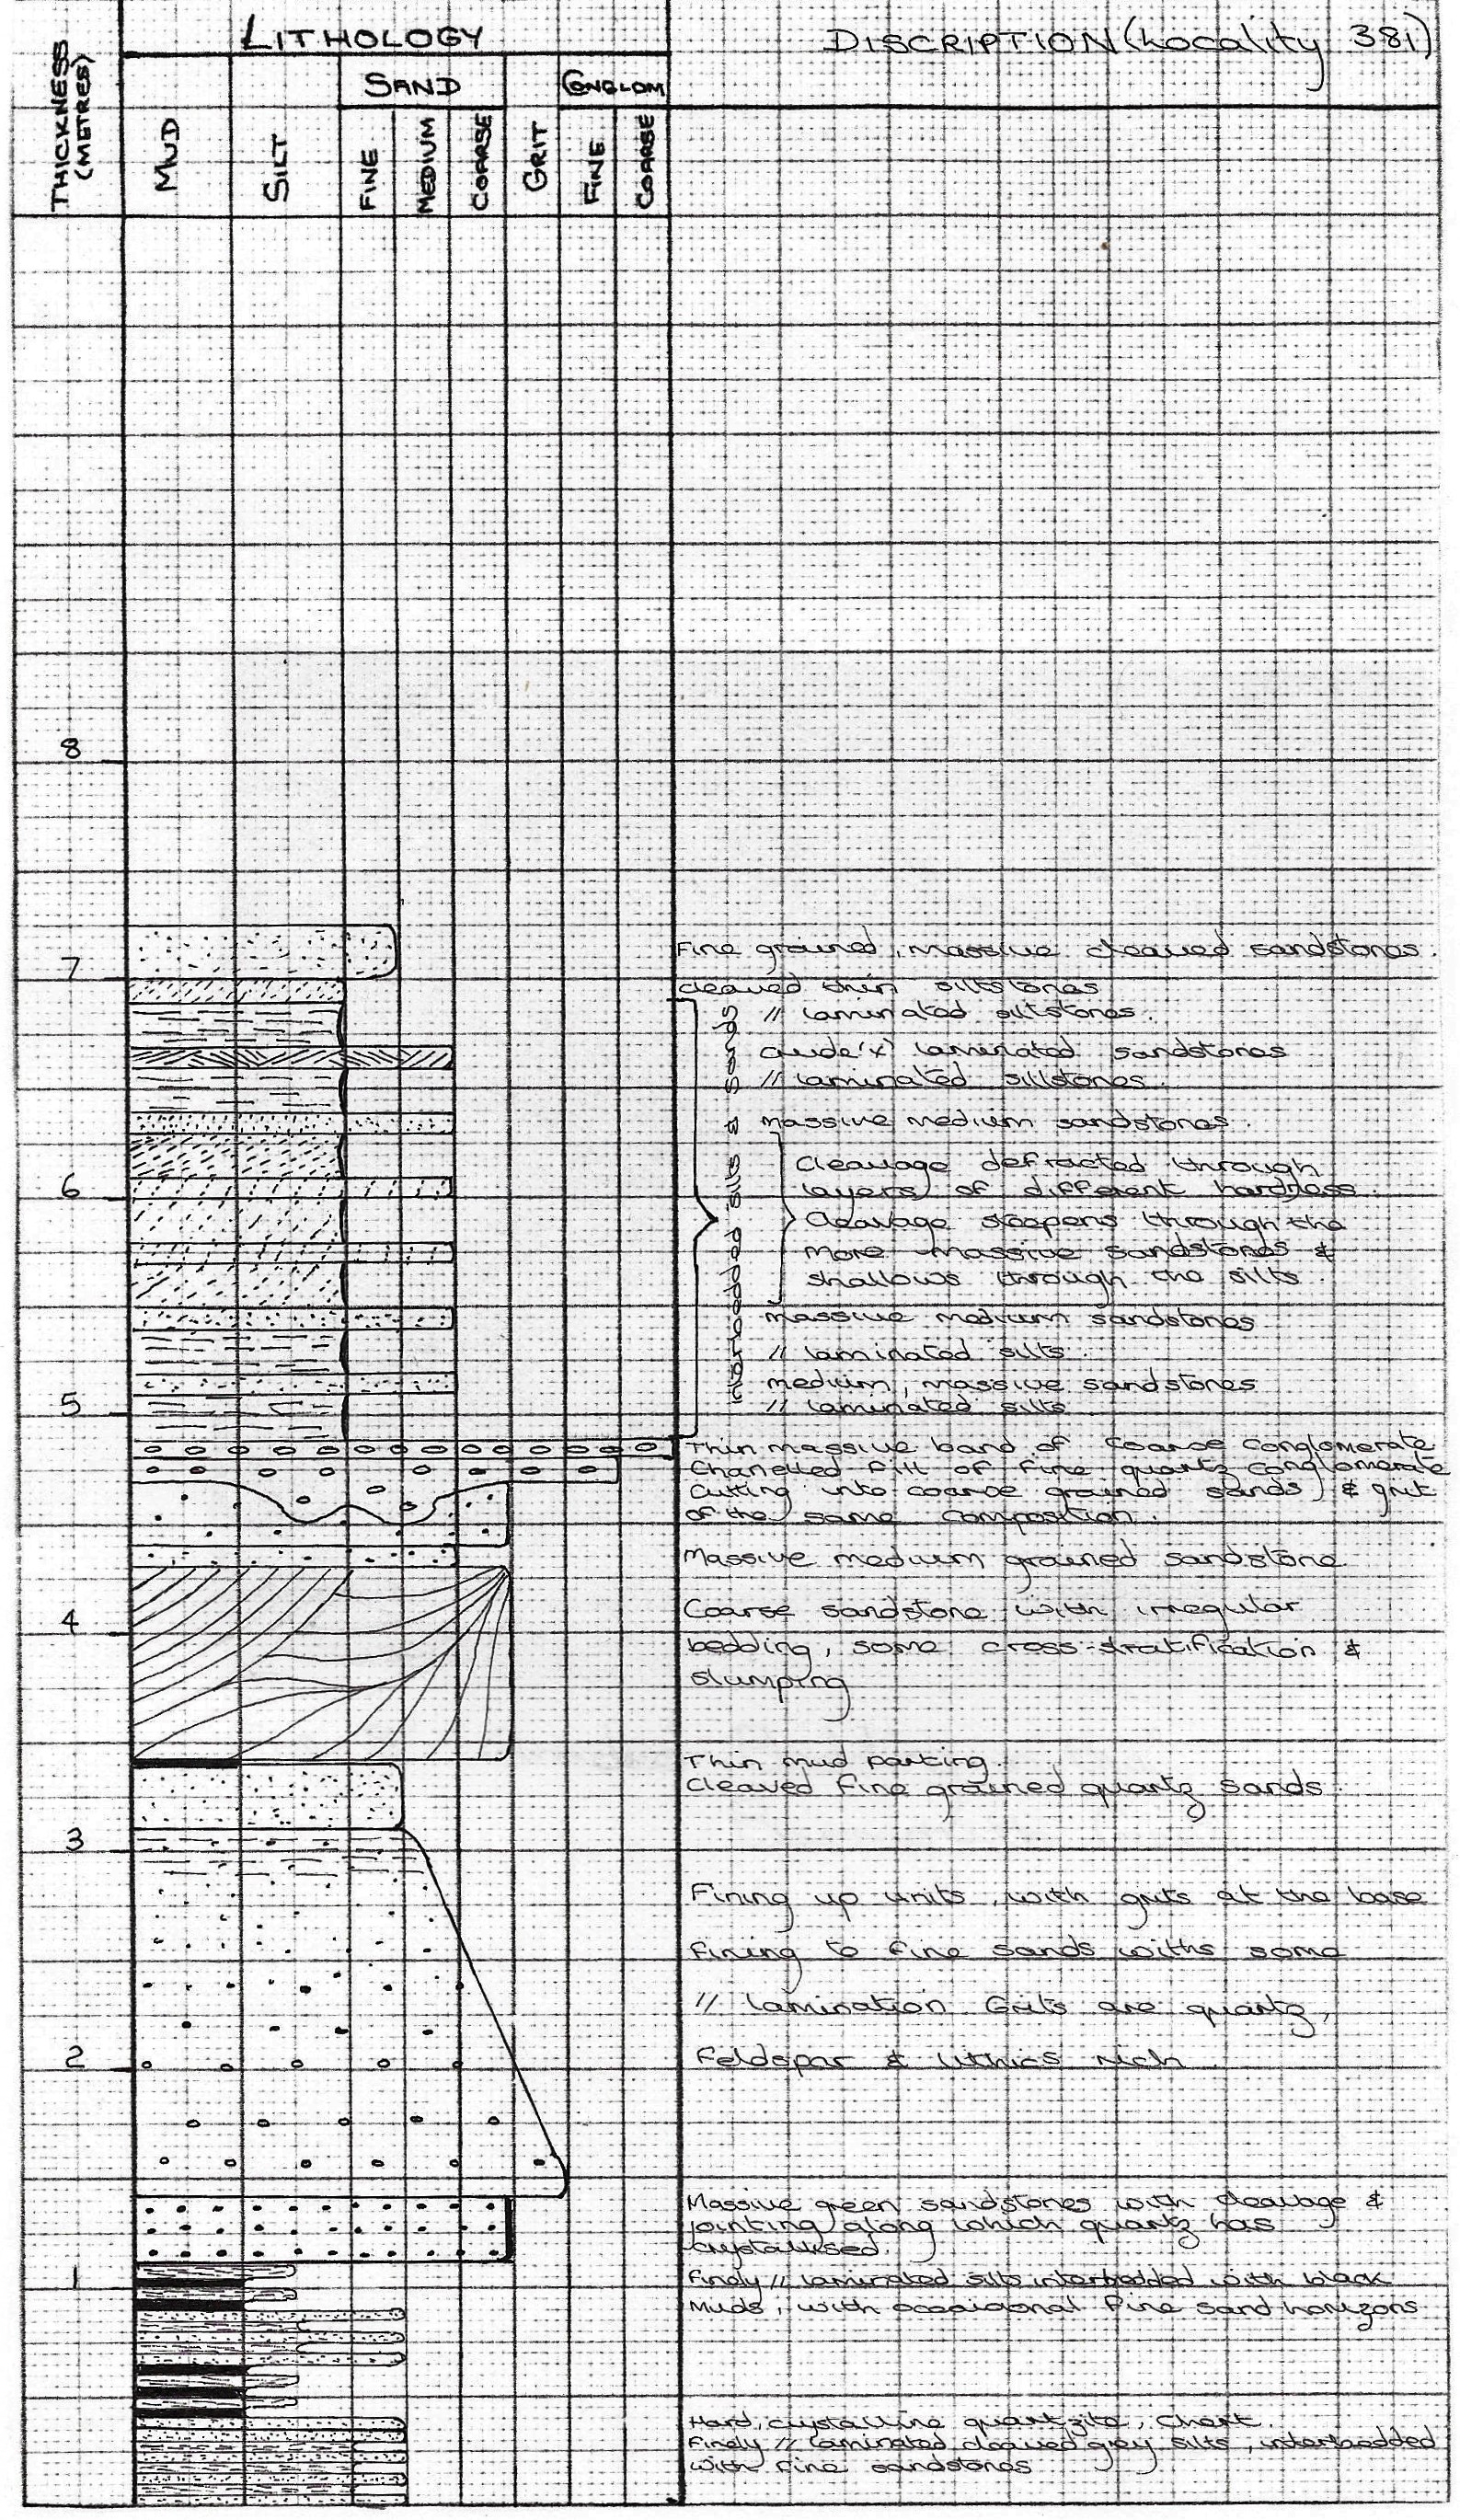 LITHOLOGY
DISCRIPTION (Locality 381)
THICKNESS
(METRES)
SAND
CONGLOM
MUD
SILT
FINE
MEDIUM
COARSE
GRIT
FINE
COARSE
8
7
6
5
4
3
2
1
Fine grained, massive cleaved sandstones.
cleaved thin siltstones
interbedded silts & sands
// laminated siltstones.
crude 'x' laminated sandstones
// laminated siltstones.
massive medium sandstones.
Cleavage defracted through
layers of different hardness.
Cleavage steepens through the
more massive sandstones &
shallows through the silts.
massive medium sandstones
// laminated silts.
medium, massive sandstones
// laminated silts
Thin massive band of coarse conglomerate
Chanelled fill of fine quartz conglomerate
cutting into coarse grained sands & grit
of the same composition.
Massive medium grained sandstone
Coarse sandstone with irregular
bedding, some cross-stratification &
slumping
Thin mud parting.
Cleaved fine grained quartz sands.
Fining up units, with grits at the base
fining to fine sands withs some
// lamination. Grits are quartz,
feldspar & lithics rich.
Massive green sandstones with cleavage &
jointing along which quartz has
crystallised.
Finely // laminated silts interbedded with black
muds, with occasional fine sand horizons
Hard, crystalline quartzite, Chert.
Finely // laminated cleaved grey silts, interbedded
with fine sandstones